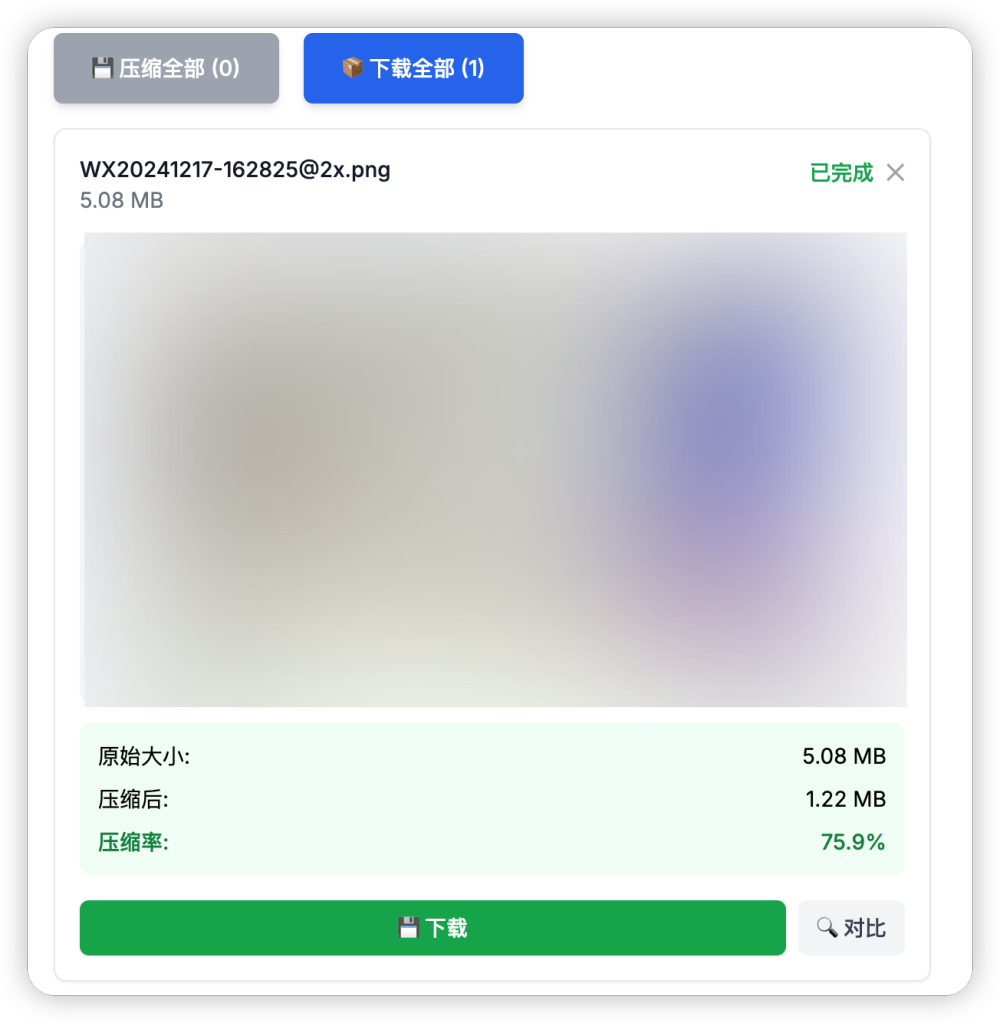 💾 压缩全部 (0)
📦 下载全部 (1)
WX20241217-162825@2x.png
已完成
5.08 MB
原始大小: 5.08 MB
压缩后: 1.22 MB
压缩率: 75.9%
💾 下载
🔍 对比